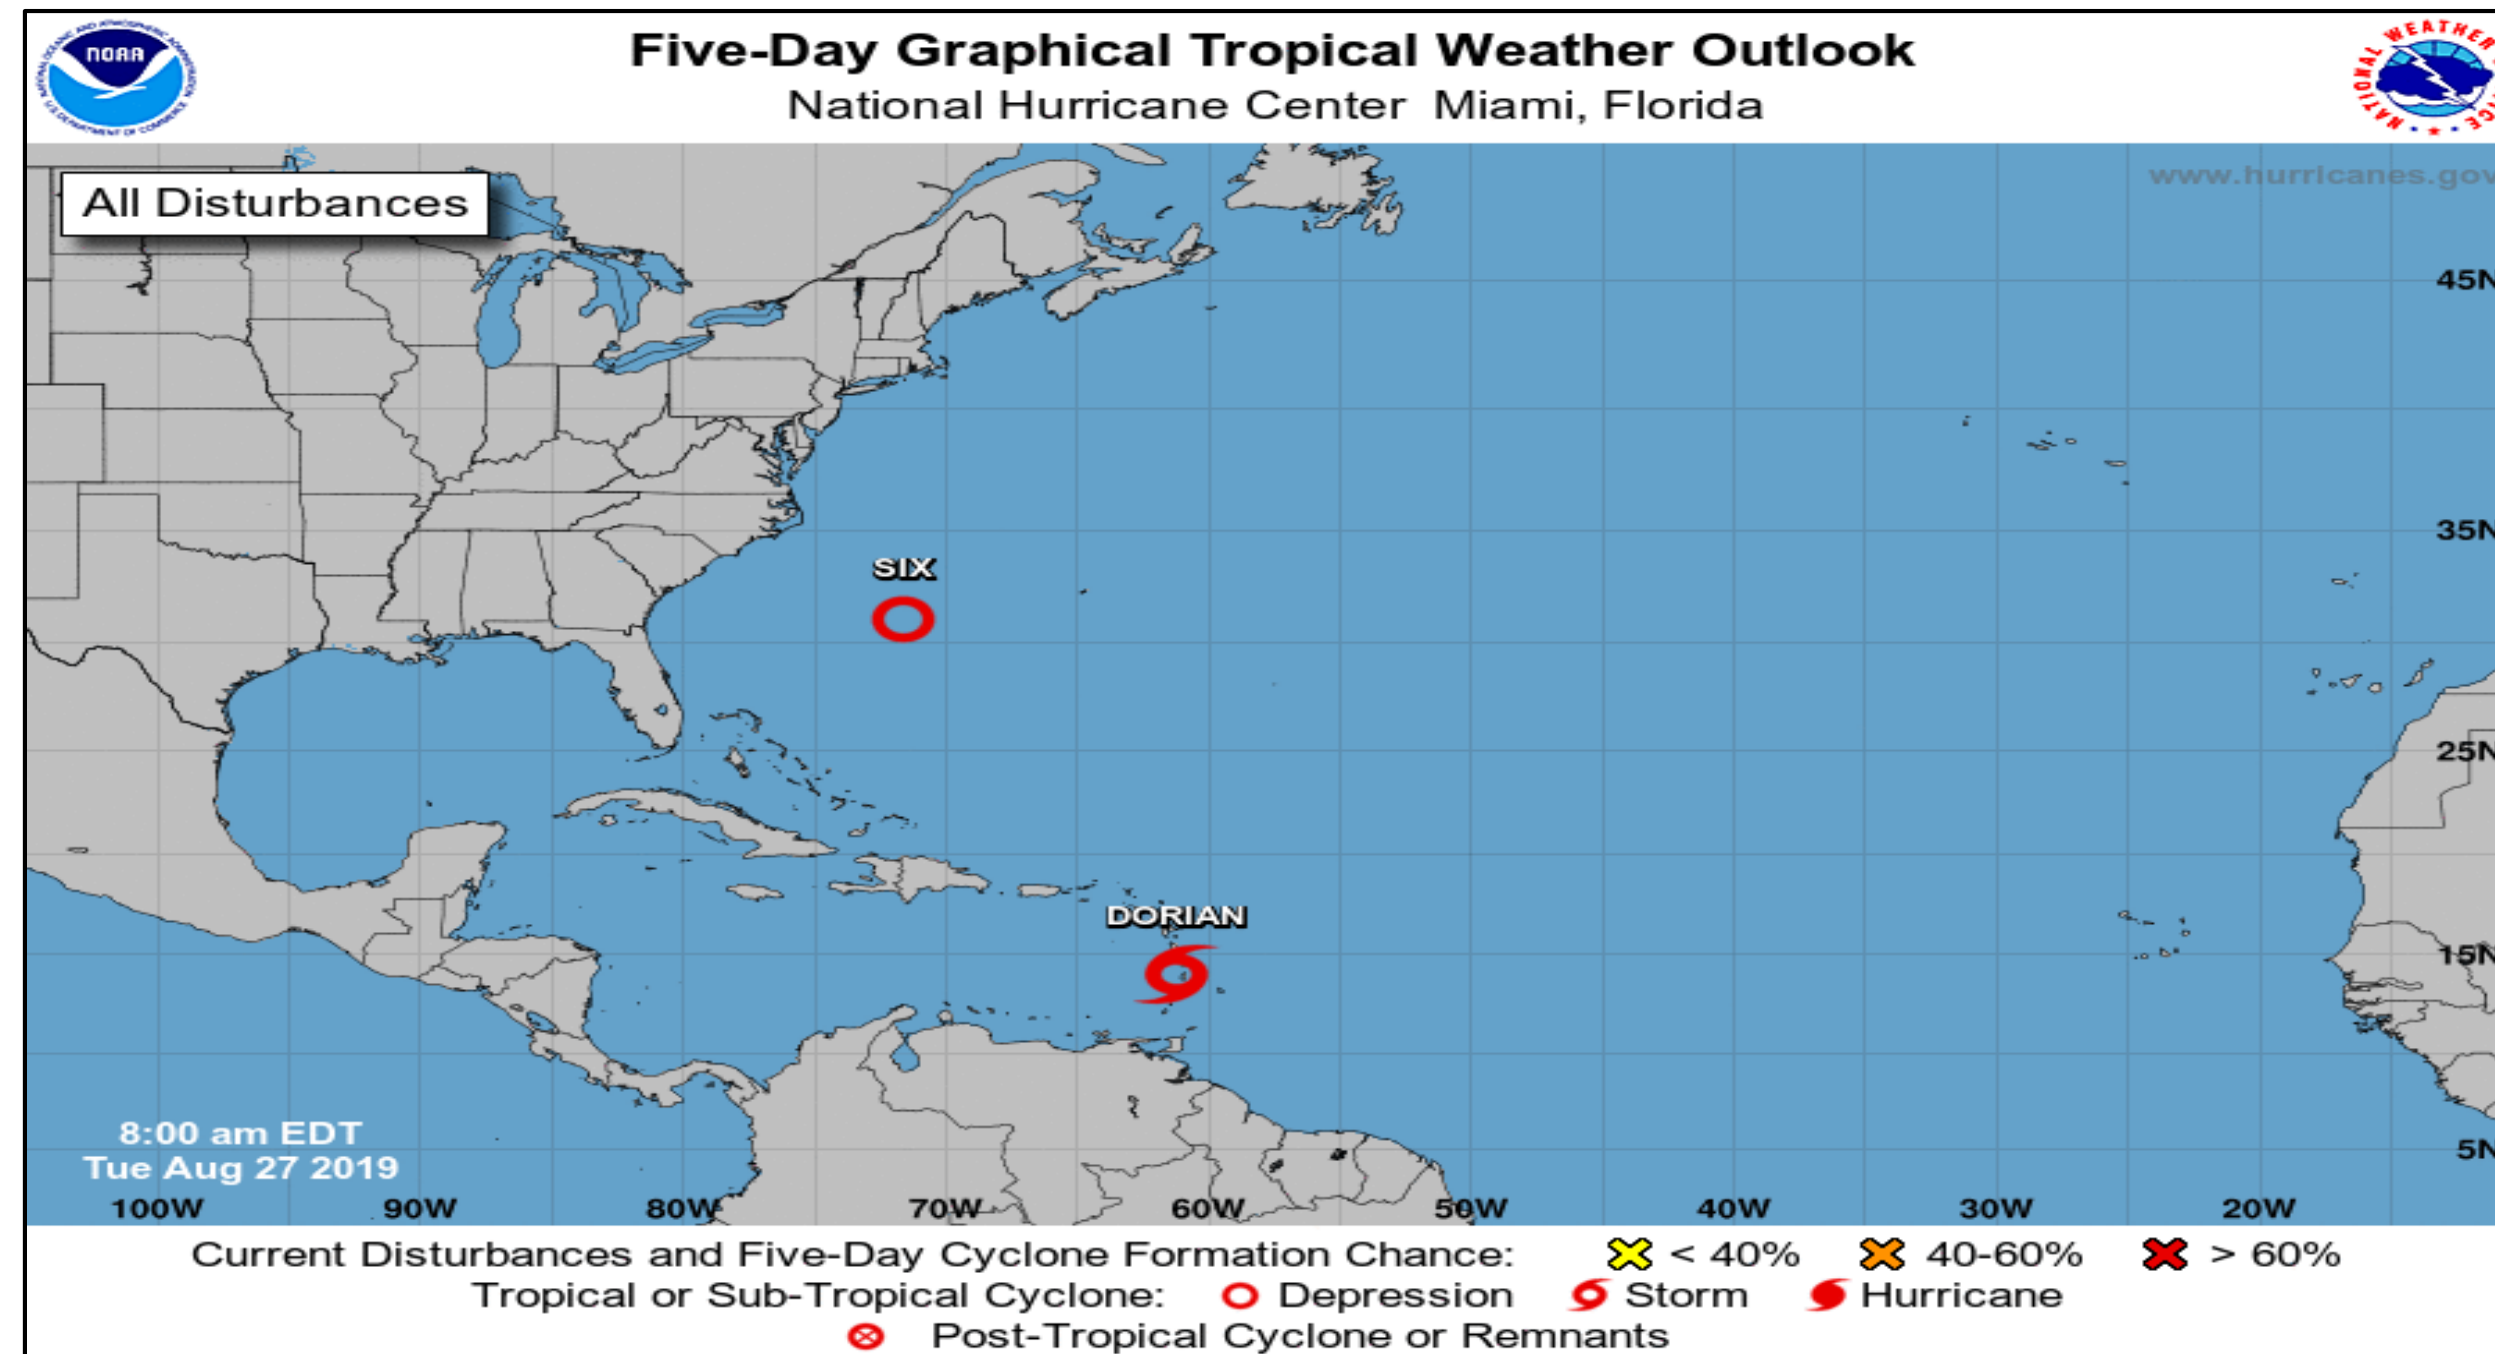 Five-Day Graphical Tropical Weather Outlook
National Hurricane Center Miami, Florida
NOAA
NATIONAL WEATHER
All Disturbances
www.hurricanes.gov
45N
35N
SIX
25N
DORIAN
15N
8:00 am EDT
Tue Aug 27 2019
5N
100W 90W 80W 70W 60W 50W 40W 30W 20W
Current Disturbances and Five-Day Cyclone Formation Chance: < 40% 40-60% > 60%
Tropical or Sub-Tropical Cyclone: Depression Storm Hurricane
Post-Tropical Cyclone or Remnants